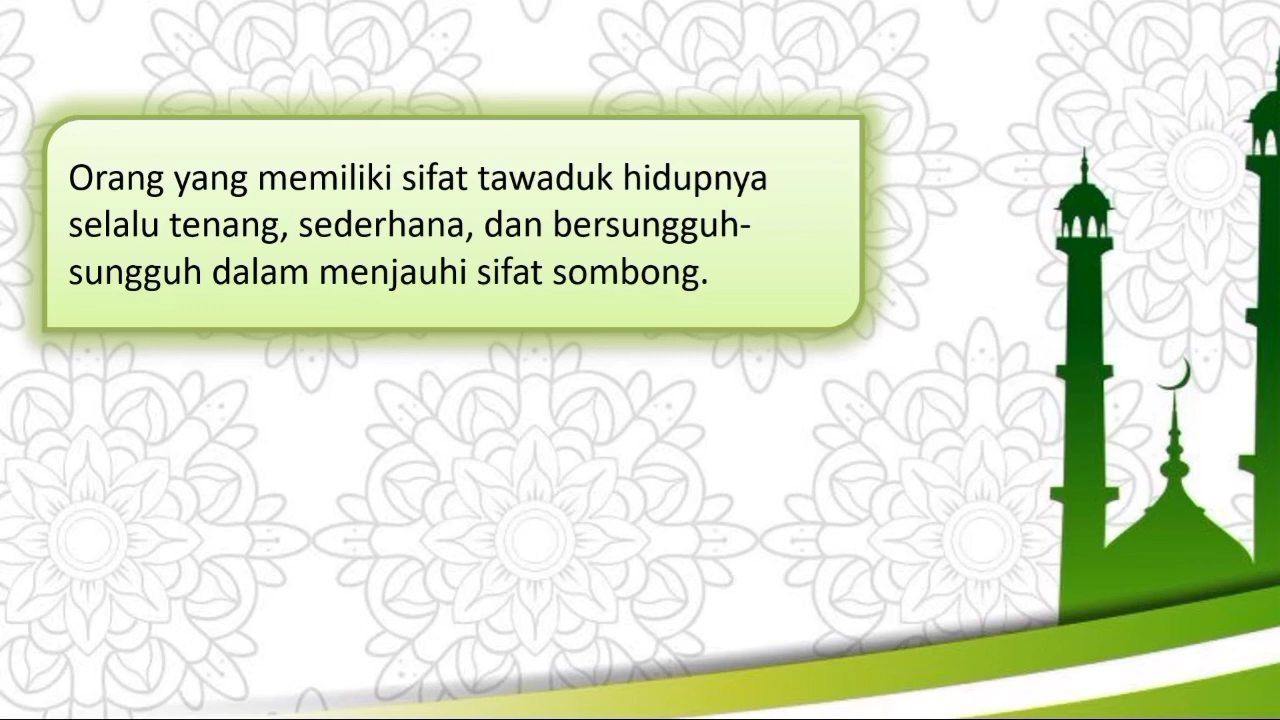 Orang yang memiliki sifat tawaduk hidupnya
selalu tenang, sederhana, dan bersungguh-
sungguh dalam menjauhi sifat sombong.